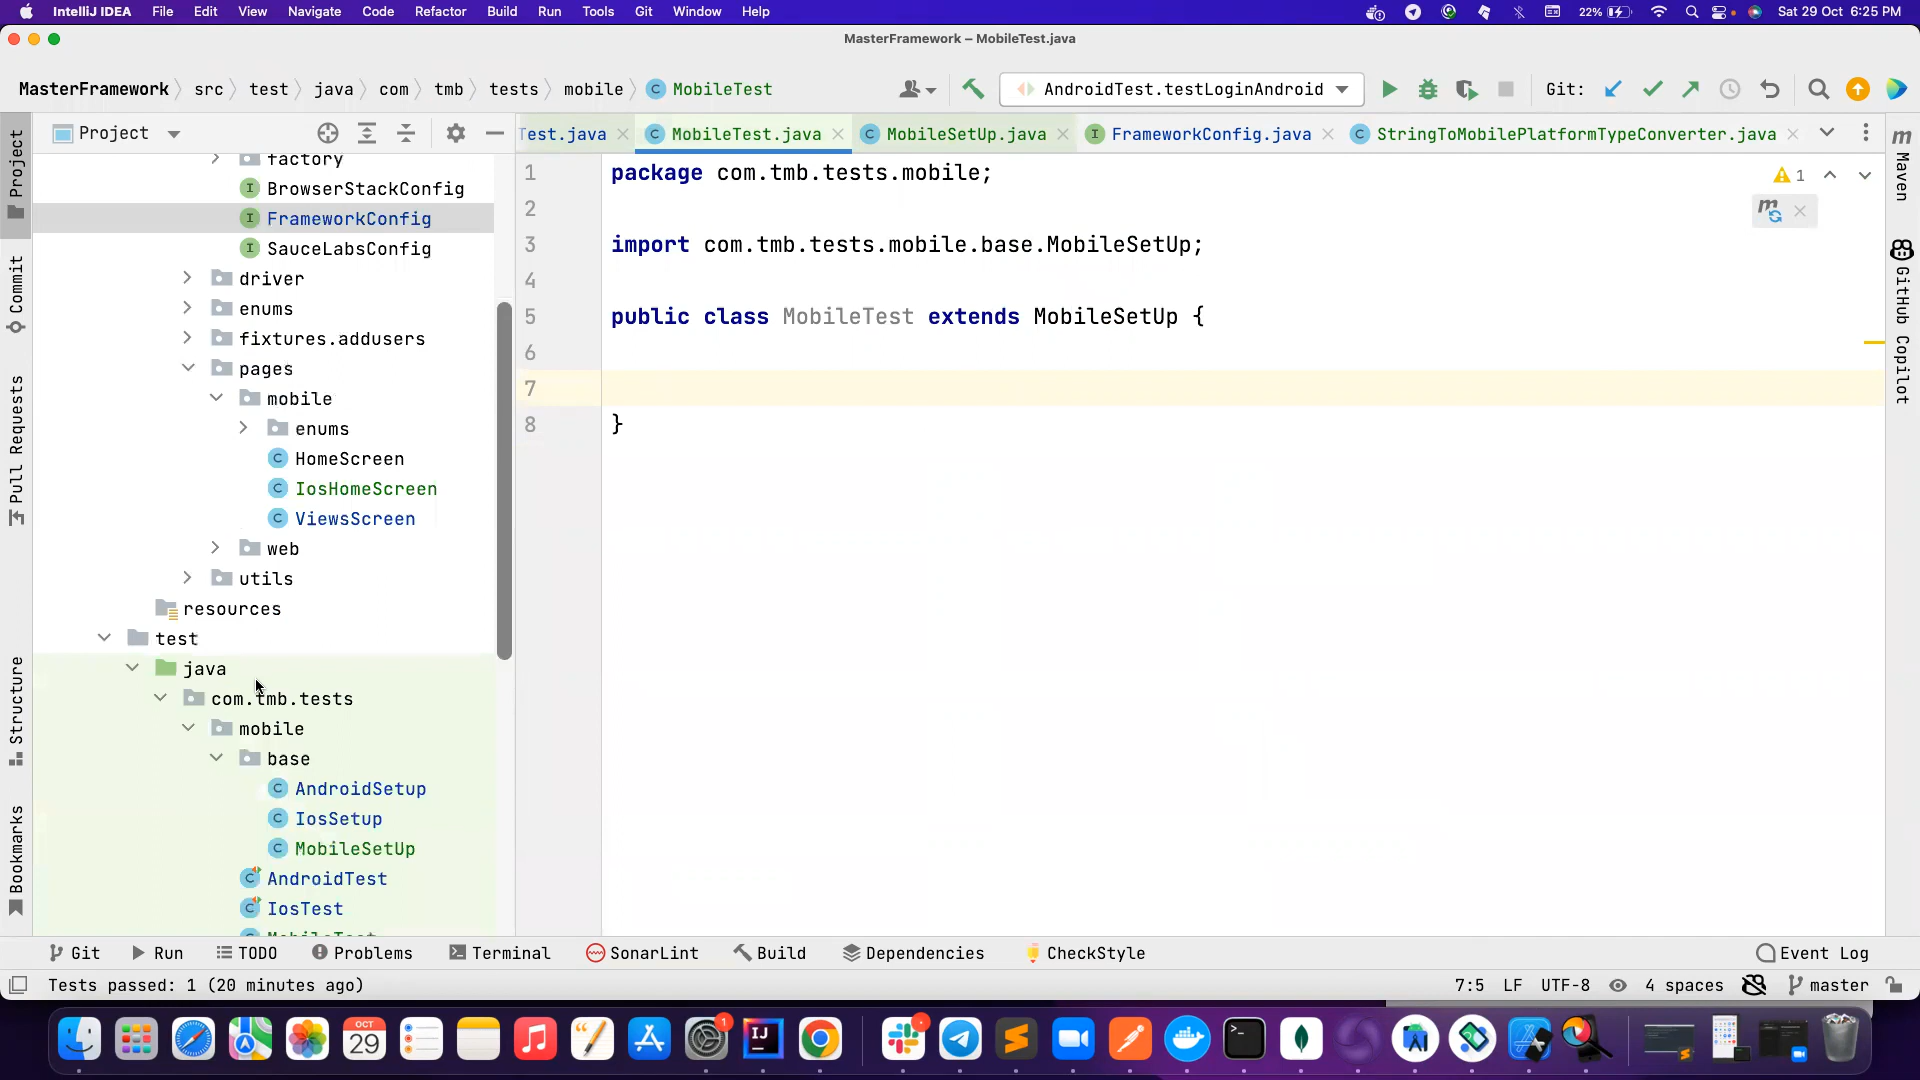 IntelliJ IDEA File Edit View Navigate Code Refactor Build Run Tools Git Window Help 22% Sat 29 Oct 6:25 PM
MasterFramework – MobileTest.java
MasterFramework src test java com tmb tests mobile MobileTest AndroidTest.testLoginAndroid Git:
Project Test.java MobileTest.java MobileSetUp.java FrameworkConfig.java StringToMobilePlatformTypeConverter.java
factory
BrowserStackConfig
FrameworkConfig
SauceLabsConfig
driver
enums
fixtures.addusers
pages
mobile
enums
HomeScreen
IosHomeScreen
ViewsScreen
web
utils
resources
test
java
com.tmb.tests
mobile
base
AndroidSetup
IosSetup
MobileSetUp
AndroidTest
IosTest
MobileTest
1 package com.tmb.tests.mobile;
2
3 import com.tmb.tests.mobile.base.MobileSetUp;
4
5 public class MobileTest extends MobileSetUp {
6
7
8 }
1
Project
Commit
Pull Requests
Structure
Bookmarks
m
Maven
GitHub Copilot
Git Run TODO Problems Terminal SonarLint Build Dependencies CheckStyle Event Log
Tests passed: 1 (20 minutes ago) 7:5 LF UTF-8 4 spaces master
OCT
29
1
IJ